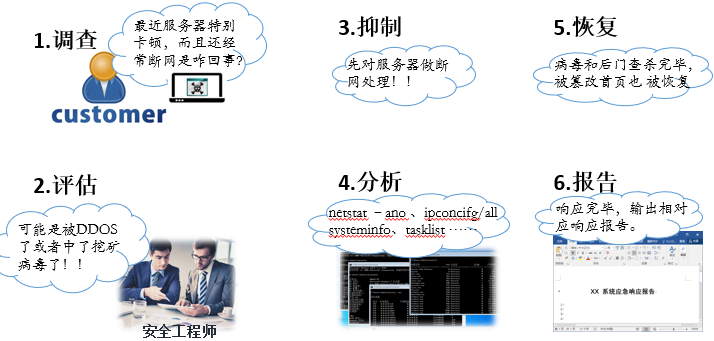 1.调查
最近服务器特别
卡顿，而且还经
常断网是咋回事?
customer
2.评估
可能是被DDOS
了或者中了挖矿
病毒了！！
安全工程师
3.抑制
先对服务器做断
网处理！！
4.分析
netstat –ano 、ipconcifg/all
systeminfo、tasklist ……
5.恢复
病毒和后门查杀完毕，
被篡改首页也 被恢复
6.报告
响应完毕，输出相对
应响应报告。
XX 系统应急响应报告